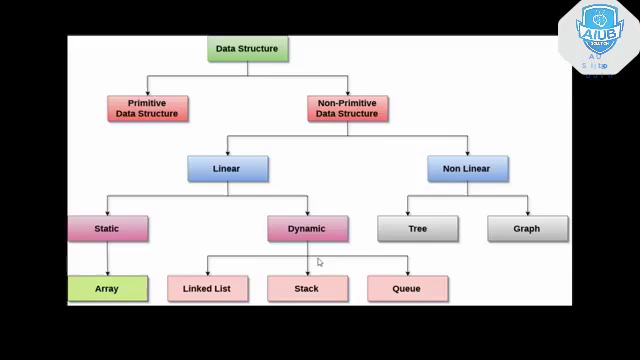 AIUB
SOLUTION
Data Structure
Primitive
Data Structure
Non-Primitive
Data Structure
Linear
Non Linear
Static
Dynamic
Tree
Graph
Array
Linked List
Stack
Queue